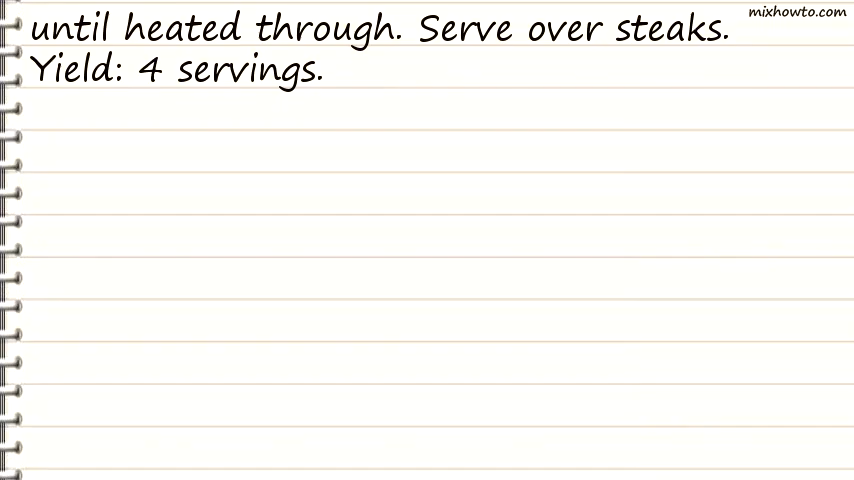 mixhowto.com
until heated through. Serve over steaks.
Yield: 4 servings.